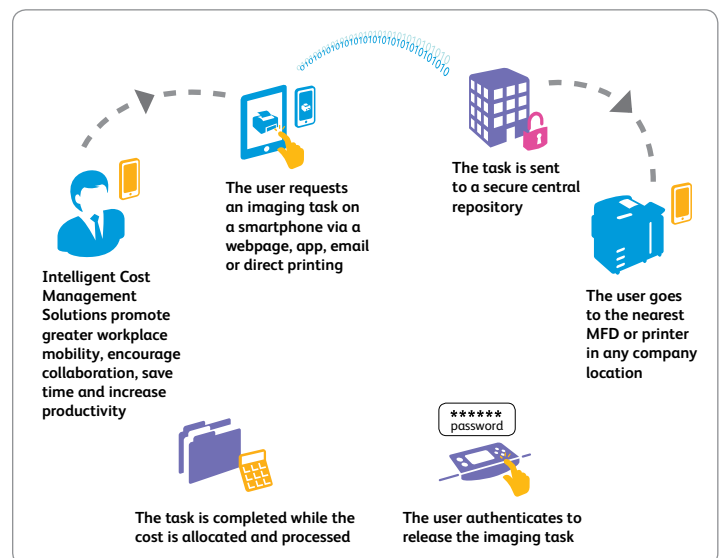 010101010101010101010101010101010
The user requests
an imaging task on
a smartphone via a
webpage, app, email
or direct printing
The task is sent
to a secure central
repository
Intelligent Cost
Management
Solutions promote
greater workplace
mobility, encourage
collaboration, save
time and increase
productivity
The user goes
to the nearest
MFD or printer
in any company
location
******
password
The task is completed while the
cost is allocated and processed
The user authenticates to
release the imaging task